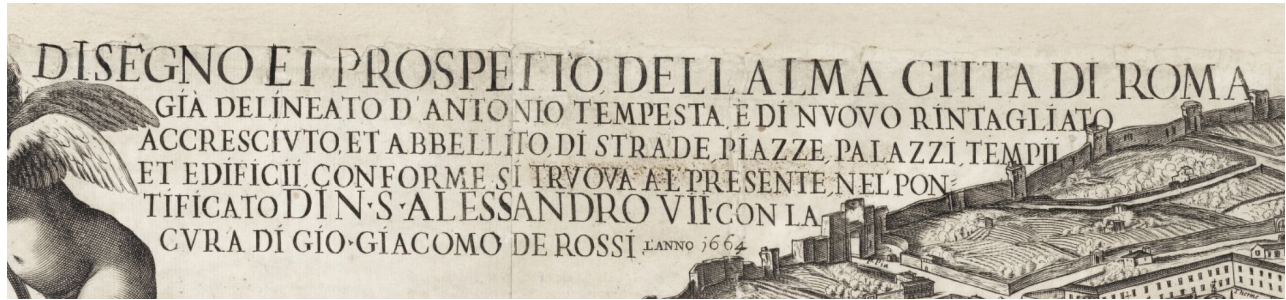 DISEGNO ET PROSPETTO DELL ALMA CITTA DI ROMA
GIA DELINEATO D'ANTONIO TEMPESTA, E DI NVOVO RINTAGLIATO
ACCRESCIVTO, ET ABBELLITO, DI STRADE, PIAZZE, PALAZZI, TEMPII
ET EDIFICII, CONFORME SI TRVOVA AL PRESENTE, NEL PON-
TIFICATO DI N·S·ALESSANDRO VII·CON LA
CVRA DI GIO·GIACOMO DE ROSSI L'ANNO 1664